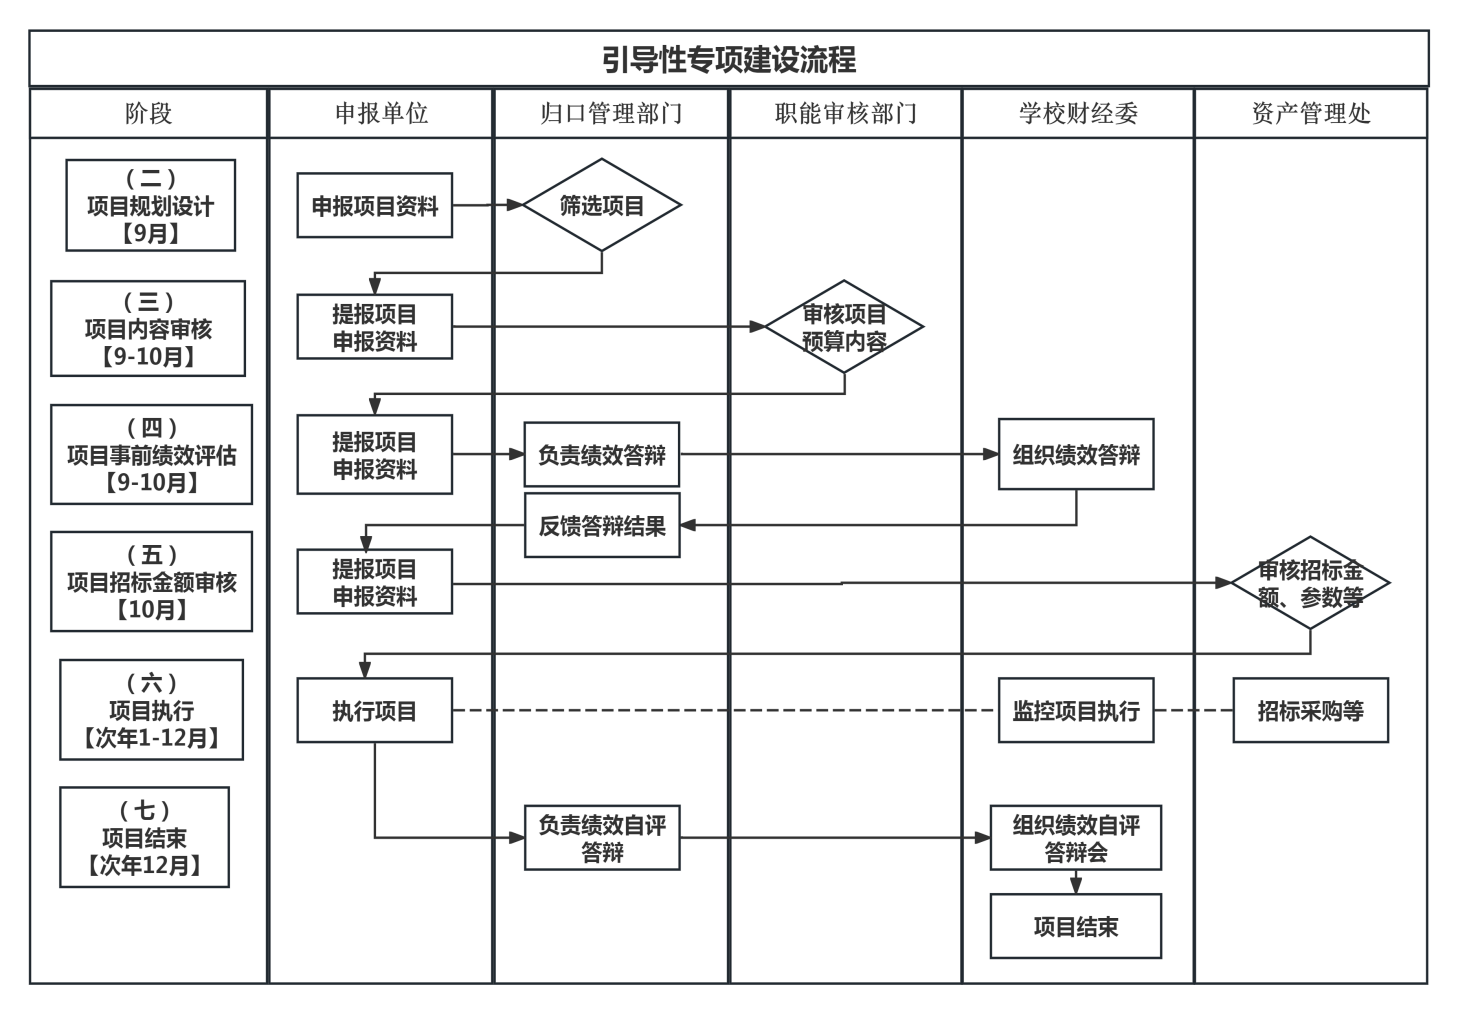 引导性专项建设流程
阶段
申报单位
归口管理部门
职能审核部门
学校财经委
资产管理处
（二）
项目规划设计
【9月】
申报项目资料
筛选项目
（三）
项目内容审核
【9-10月】
提报项目
申报资料
审核项目
预算内容
（四）
项目事前绩效评估
【9-10月】
提报项目
申报资料
负责绩效答辩
组织绩效答辩
反馈答辩结果
（五）
项目招标金额审核
【10月】
提报项目
申报资料
审核招标金
额、参数等
（六）
项目执行
【次年1-12月】
执行项目
监控项目执行
招标采购等
（七）
项目结束
【次年12月】
负责绩效自评
答辩
组织绩效自评
答辩会
项目结束